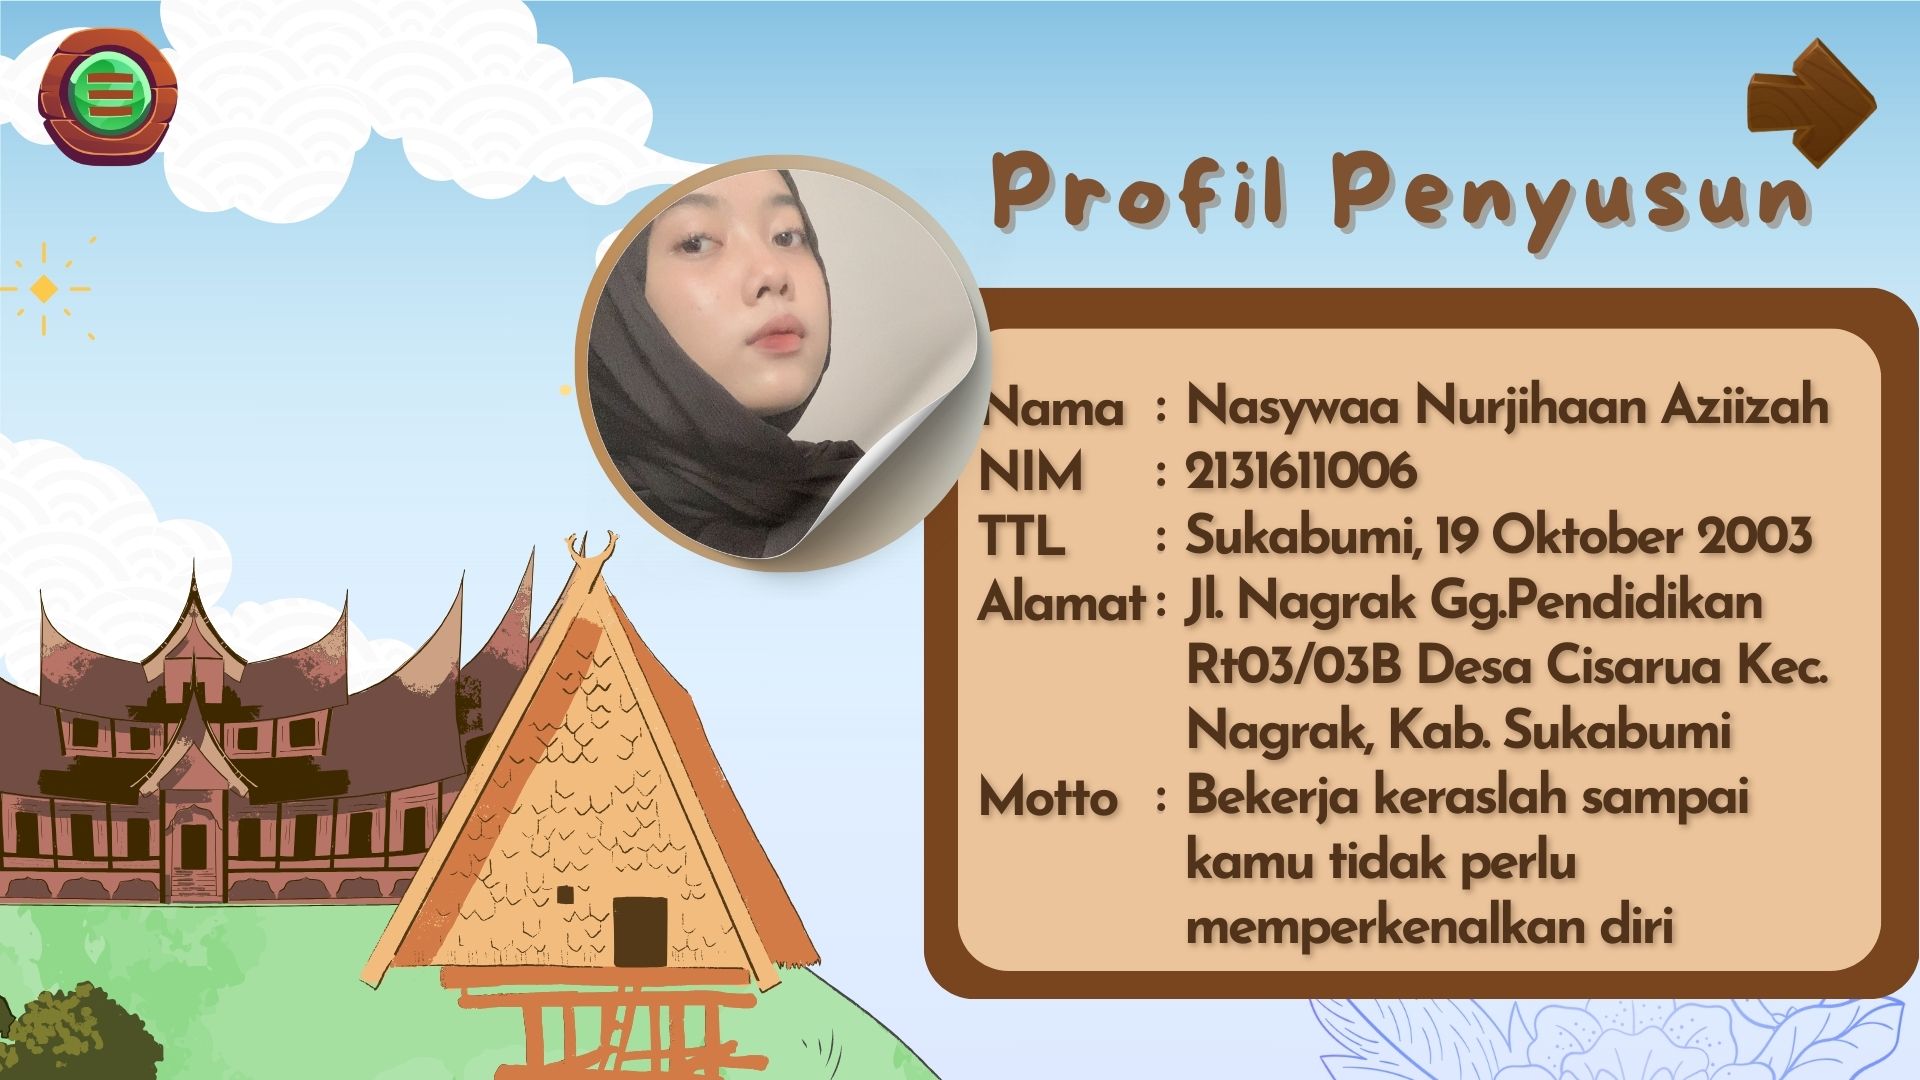 Profil Penyusun
Nama : Nasywaa Nurjihaan Aziizah
NIM : 2131611006
TTL : Sukabumi, 19 Oktober 2003
Alamat : Jl. Nagrak Gg.Pendidikan
Rt03/03B Desa Cisarua Kec.
Nagrak, Kab. Sukabumi
Motto : Bekerja keraslah sampai
kamu tidak perlu
memperkenalkan diri